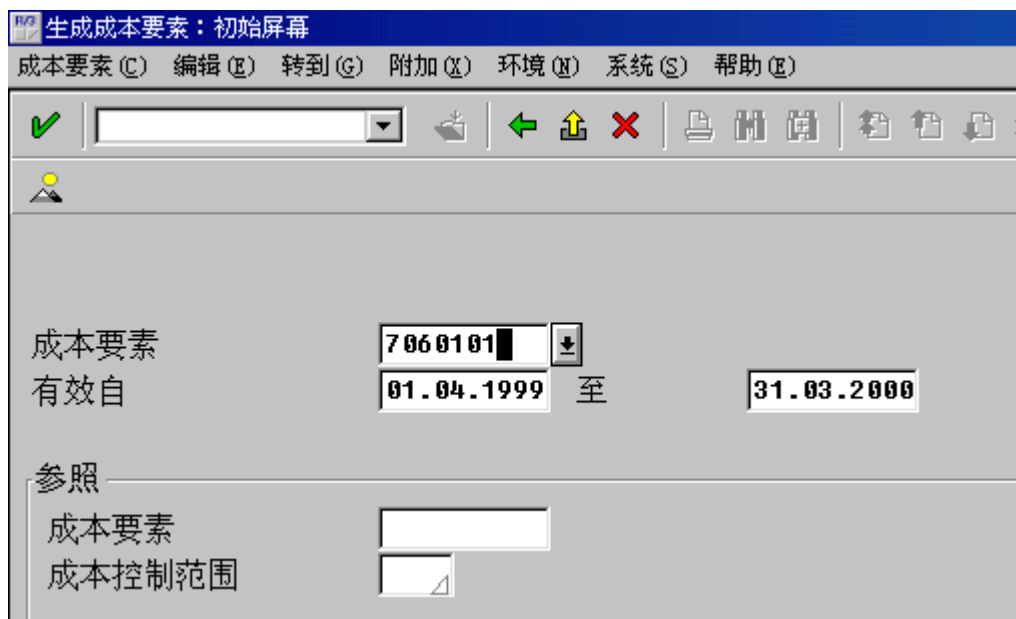 R/3 生成成本要素：初始屏幕
成本要素(C) 编辑(E) 转到(G) 附加(X) 环境(N) 系统(S) 帮助(E)
成本要素 7060101
有效自 01.04.1999 至 31.03.2000
参照
成本要素
成本控制范围